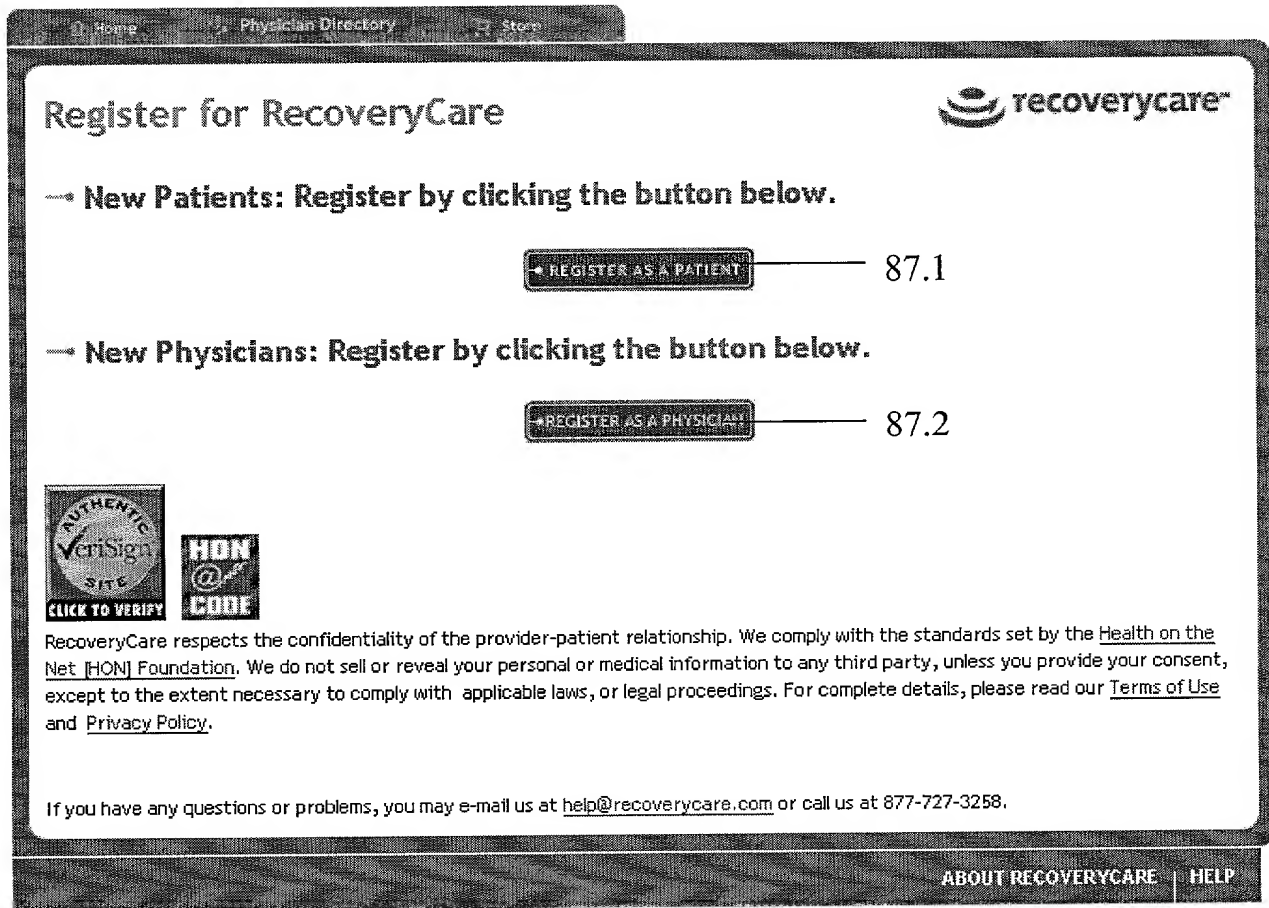 Home Physician Directory Store
Register for RecoveryCare
recoverycare™
New Patients: Register by clicking the button below.
REGISTER AS A PATIENT 87.1
New Physicians: Register by clicking the button below.
REGISTER AS A PHYSICIAN 87.2
AUTHENTIC
VeriSign
SITE
CLICK TO VERIFY
HON
@
CODE
RecoveryCare respects the confidentiality of the provider-patient relationship. We comply with the standards set by the Health on the
Net [HON] Foundation. We do not sell or reveal your personal or medical information to any third party, unless you provide your consent,
except to the extent necessary to comply with applicable laws, or legal proceedings. For complete details, please read our Terms of Use
and Privacy Policy.
If you have any questions or problems, you may e-mail us at help@recoverycare.com or call us at 877-727-3258.
ABOUT RECOVERYCARE | HELP